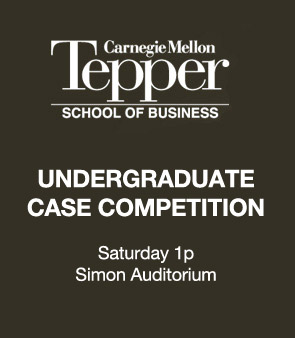 Carnegie Mellon
Tepper
SCHOOL OF BUSINESS
UNDERGRADUATE
CASE COMPETITION
Saturday 1p
Simon Auditorium